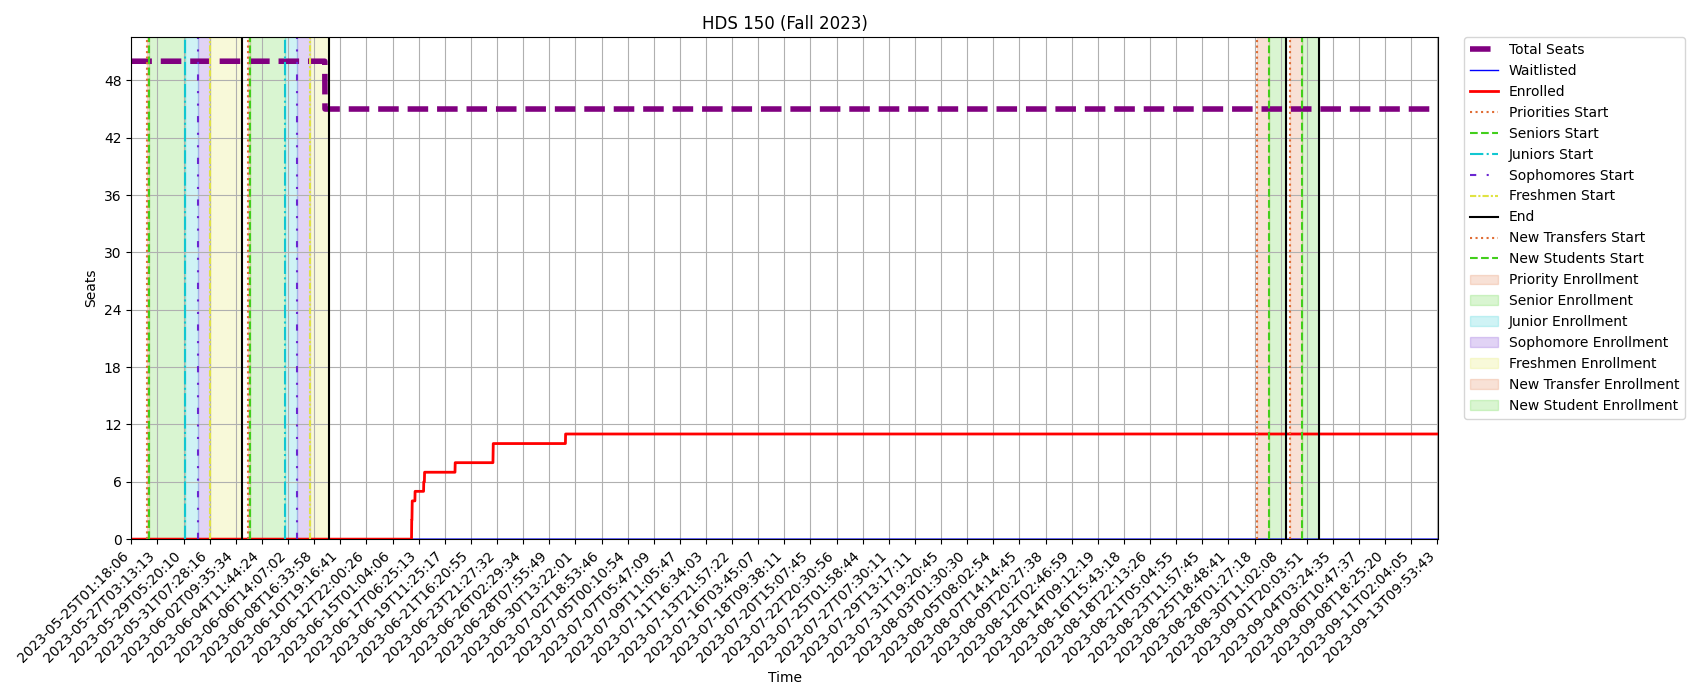 HDS 150 (Fall 2023)
Seats
48
42
36
30
24
18
12
6
0
2023-05-25T01:18:06
2023-05-27T03:13:13
2023-05-29T05:20:10
2023-05-31T07:28:16
2023-06-02T09:35:34
2023-06-04T11:44:24
2023-06-06T14:07:02
2023-06-08T16:33:58
2023-06-10T19:16:41
2023-06-12T22:00:26
2023-06-15T01:04:06
2023-06-17T06:25:13
2023-06-19T11:25:17
2023-06-21T16:20:55
2023-06-23T21:27:32
2023-06-26T02:29:34
2023-06-28T07:55:49
2023-06-30T13:22:01
2023-07-02T18:53:46
2023-07-05T00:10:54
2023-07-07T05:47:09
2023-07-09T11:05:47
2023-07-11T16:34:03
2023-07-13T21:57:22
2023-07-16T03:45:07
2023-07-18T09:38:11
2023-07-20T15:07:45
2023-07-22T20:30:56
2023-07-25T01:58:44
2023-07-27T07:30:11
2023-07-29T13:17:11
2023-07-31T19:20:45
2023-08-03T01:30:30
2023-08-05T08:02:54
2023-08-07T14:14:45
2023-08-09T20:27:38
2023-08-12T02:46:59
2023-08-14T09:12:19
2023-08-16T15:43:18
2023-08-18T22:13:26
2023-08-21T05:04:55
2023-08-23T11:57:45
2023-08-25T18:48:41
2023-08-28T01:27:31
2023-08-30T11:02:08
2023-09-01T20:03:51
2023-09-04T03:24:35
2023-09-06T10:47:37
2023-09-08T18:25:20
2023-09-11T02:04:05
2023-09-13T09:53:43
Time
Total Seats
Waitlisted
Enrolled
Priorities Start
Seniors Start
Juniors Start
Sophomores Start
Freshmen Start
End
New Transfers Start
New Students Start
Priority Enrollment
Senior Enrollment
Junior Enrollment
Sophomore Enrollment
Freshmen Enrollment
New Transfer Enrollment
New Student Enrollment